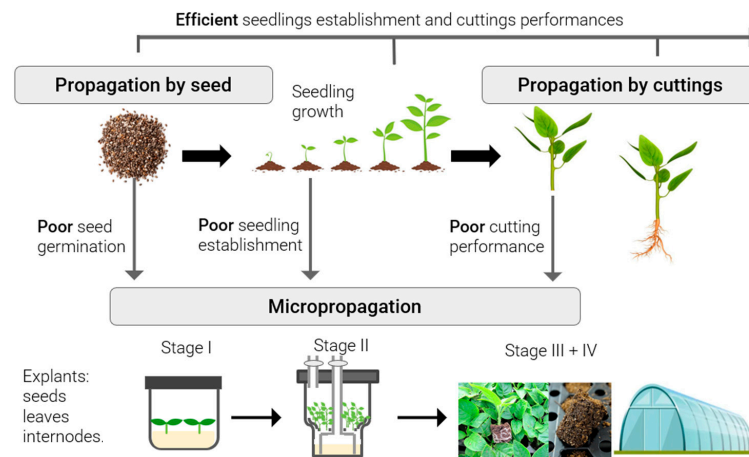 Efficient seedlings establishment and cuttings performances
Propagation by seed
Seedling
growth
Propagation by cuttings
Poor seed
germination
Poor seedling
establishment
Poor cutting
performance
Micropropagation
Stage I
Stage II
Stage III + IV
Explants:
seeds
leaves
internodes.